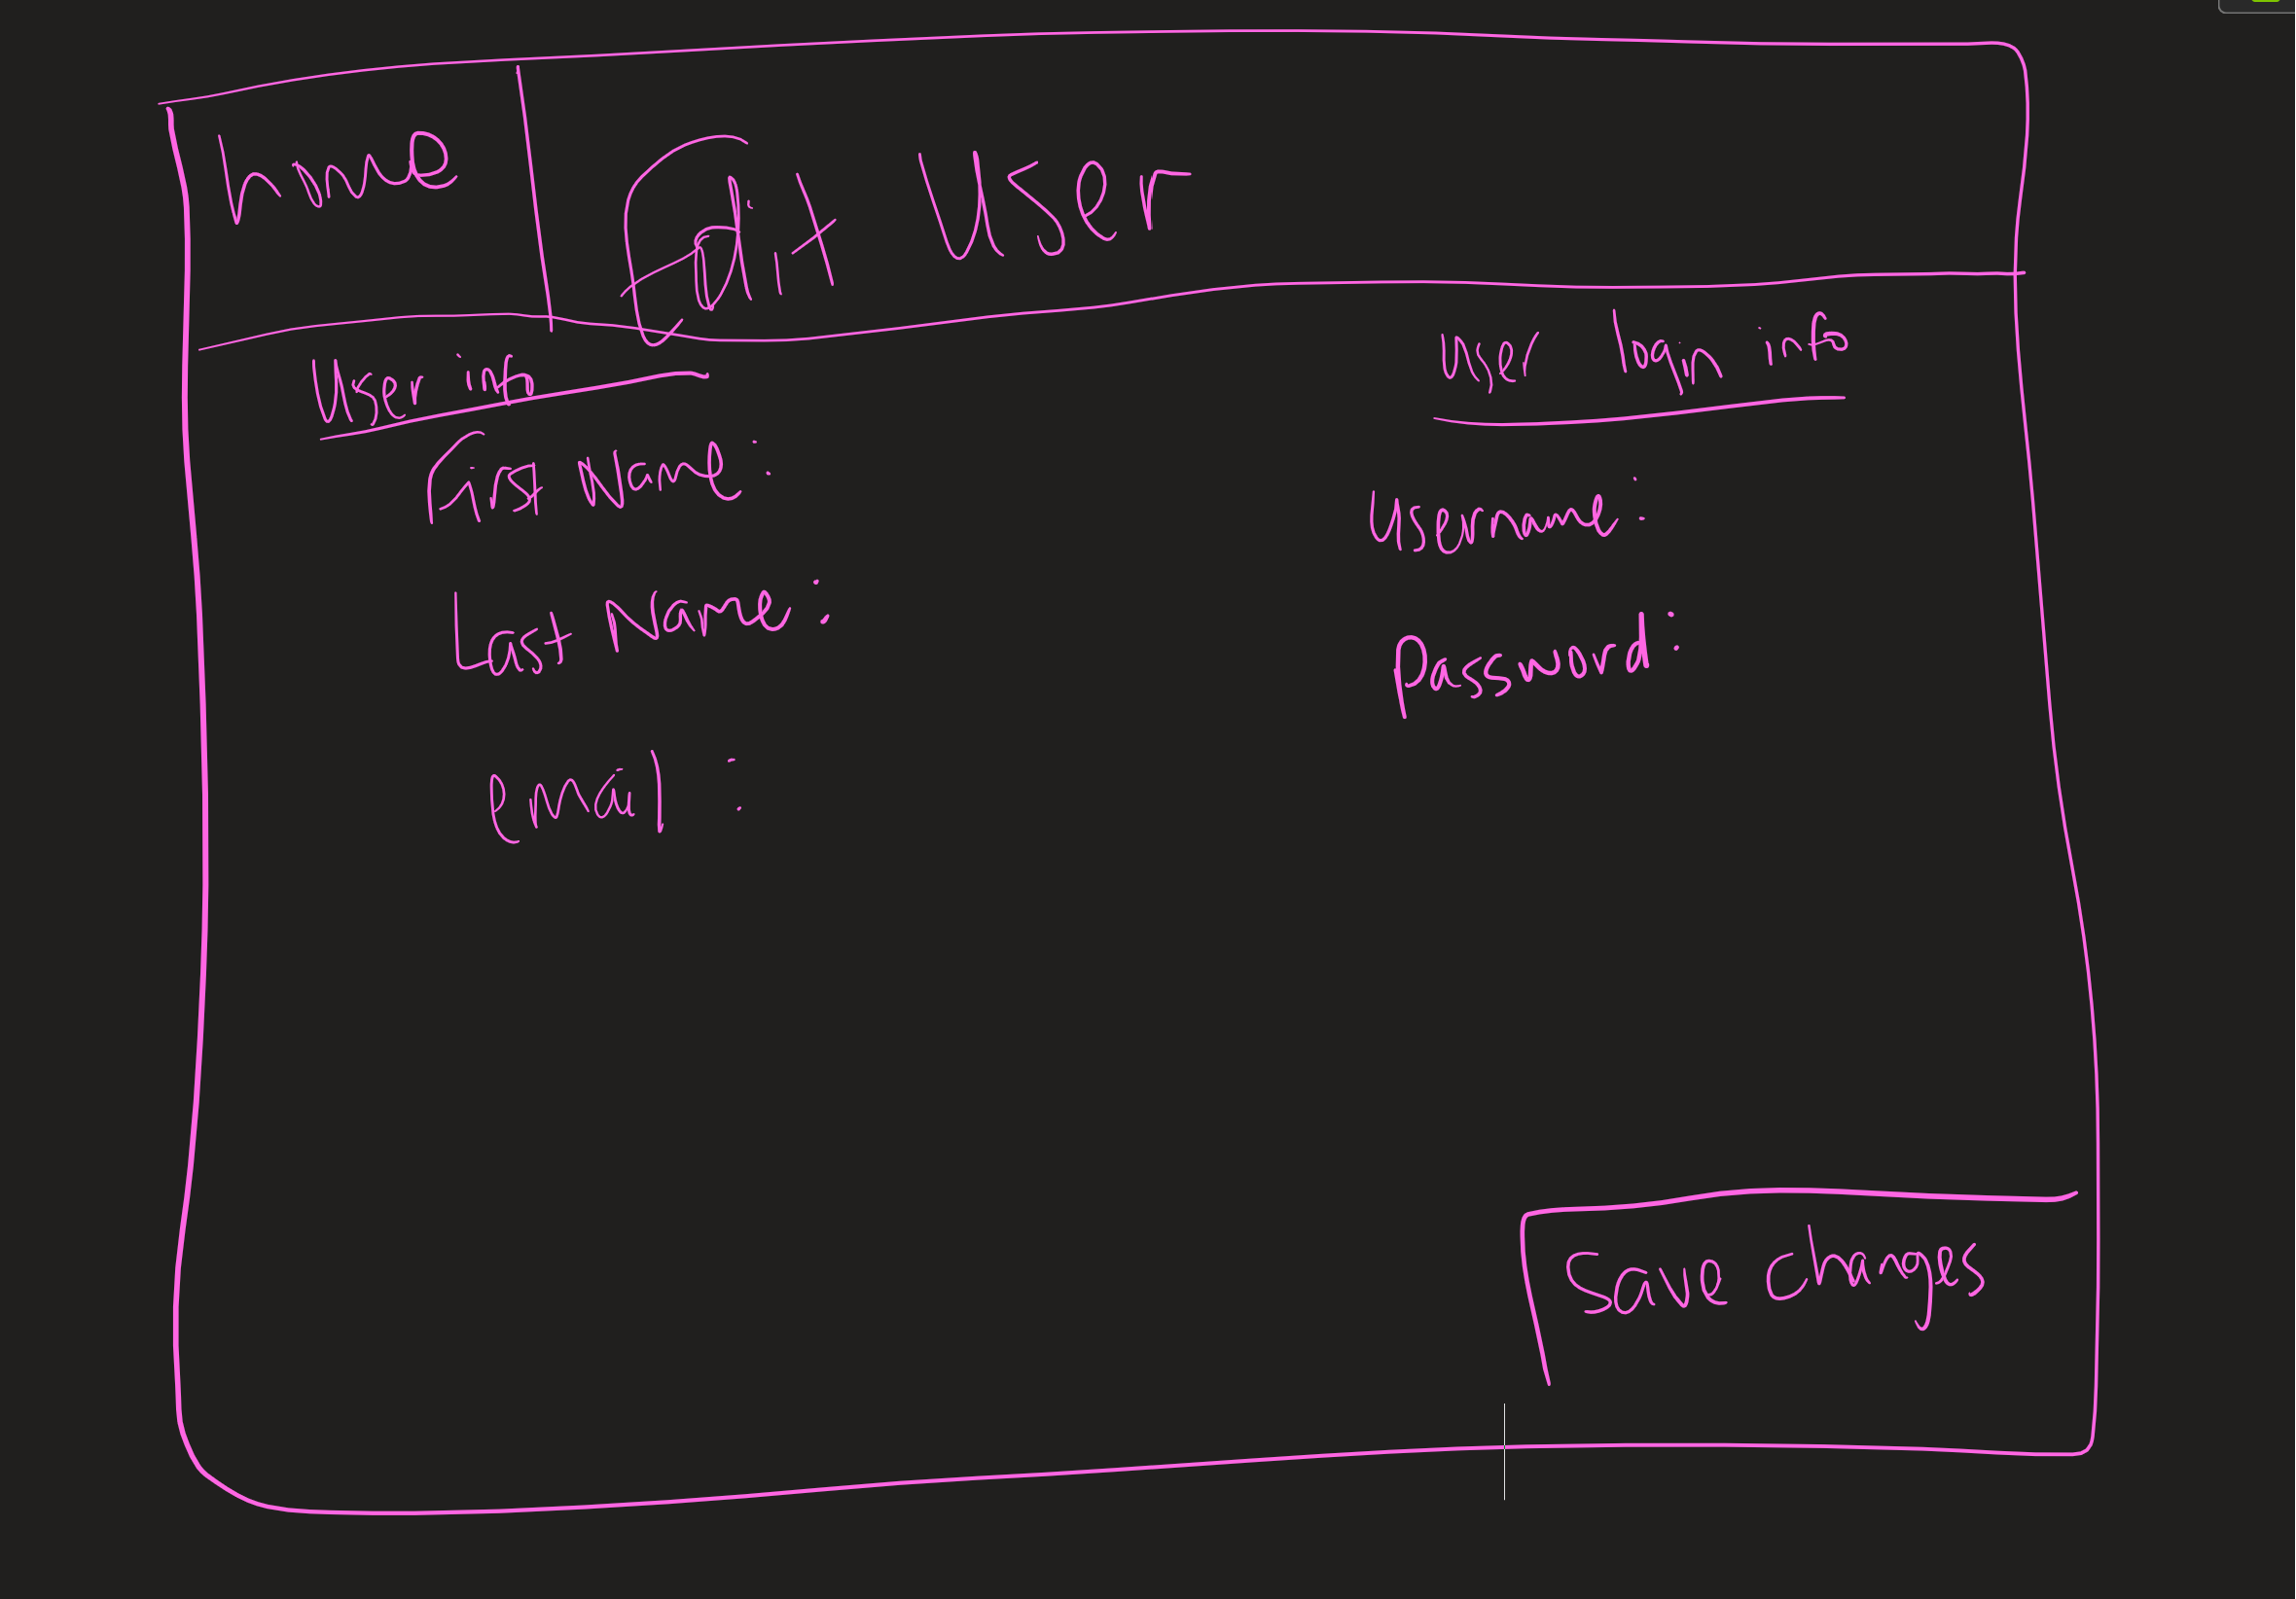 home
Edit User
User info
First Name:
Last Name:
email :
User login info
Username:
Password:
Save changes